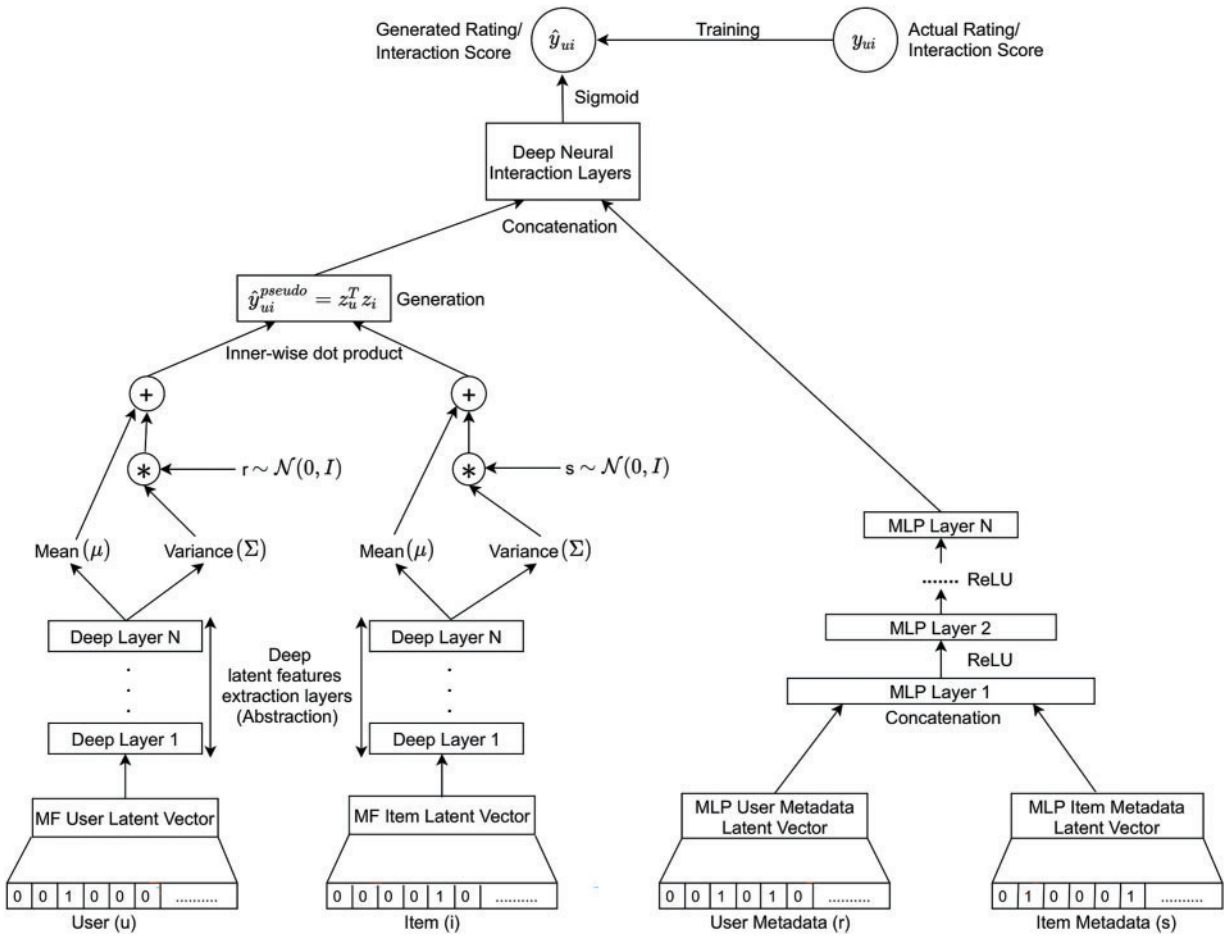 Generated Rating/
Interaction Score
ŷ_ui
Training
y_ui
Actual Rating/
Interaction Score
Sigmoid
Deep Neural
Interaction Layers
Concatenation
ŷ_ui^pseudo = z_u^T z_i
Generation
Inner-wise dot product
+
+
*
r ~ N(0, I)
*
s ~ N(0, I)
Mean (μ)
Variance (Σ)
Mean (μ)
Variance (Σ)
MLP Layer N
....... ReLU
MLP Layer 2
ReLU
MLP Layer 1
Concatenation
Deep Layer N
Deep Layer N
Deep
latent features
extraction layers
(Abstraction)
.
.
.
.
.
.
Deep Layer 1
Deep Layer 1
MF User Latent Vector
MF Item Latent Vector
MLP User Metadata
Latent Vector
MLP Item Metadata
Latent Vector
0 0 1 0 0 0 ..........
0 0 0 0 1 0 ..........
0 0 1 0 1 0 ..........
0 1 0 0 0 1 ..........
User (u)
Item (i)
User Metadata (r)
Item Metadata (s)